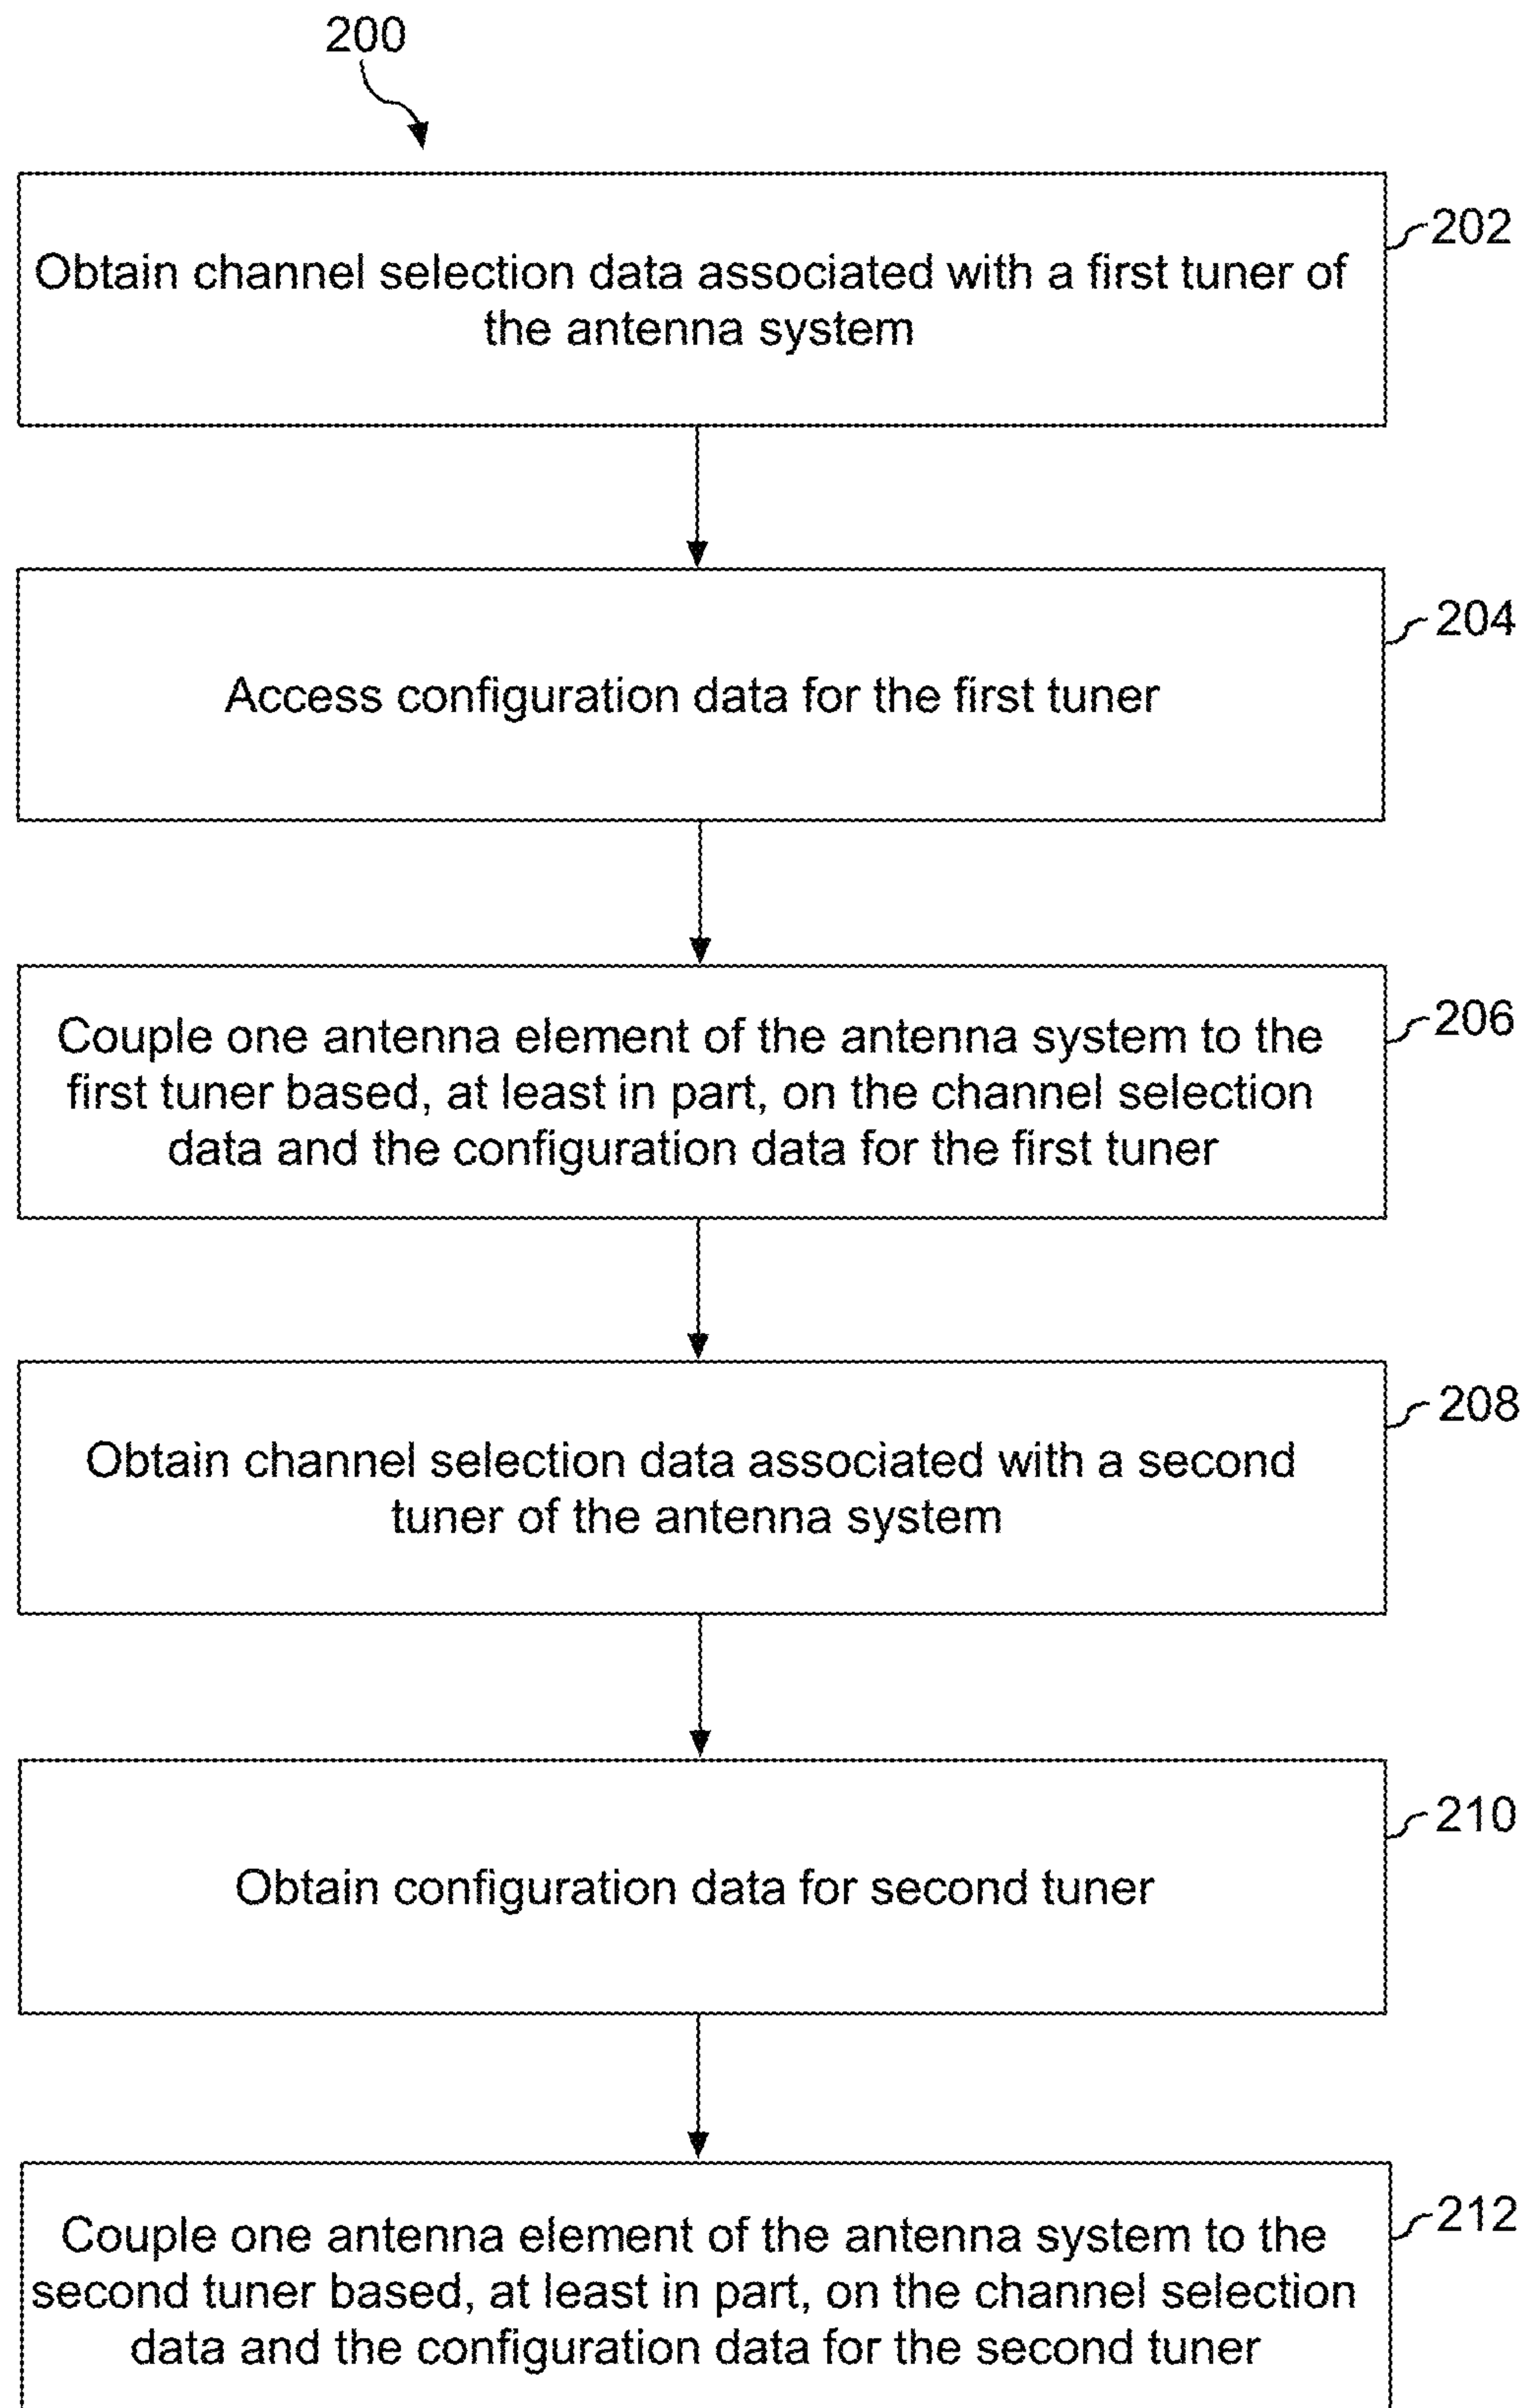 200
202
Obtain channel selection data associated with a first tuner of
the antenna system
204
Access configuration data for the first tuner
206
Couple one antenna element of the antenna system to the
first tuner based, at least in part, on the channel selection
data and the configuration data for the first tuner
208
Obtain channel selection data associated with a second
tuner of the antenna system
210
Obtain configuration data for second tuner
212
Couple one antenna element of the antenna system to the
second tuner based, at least in part, on the channel selection
data and the configuration data for the second tuner